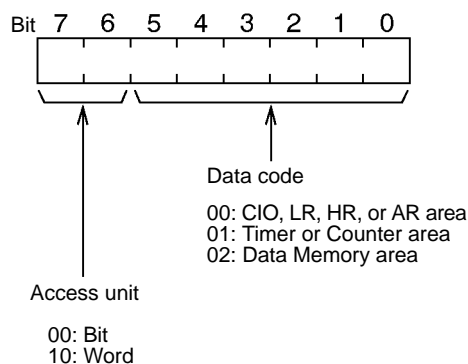 Bit 7 6 5 4 3 2 1 0
Data code
00: CIO, LR, HR, or AR area
01: Timer or Counter area
02: Data Memory area
Access unit
00: Bit
10: Word